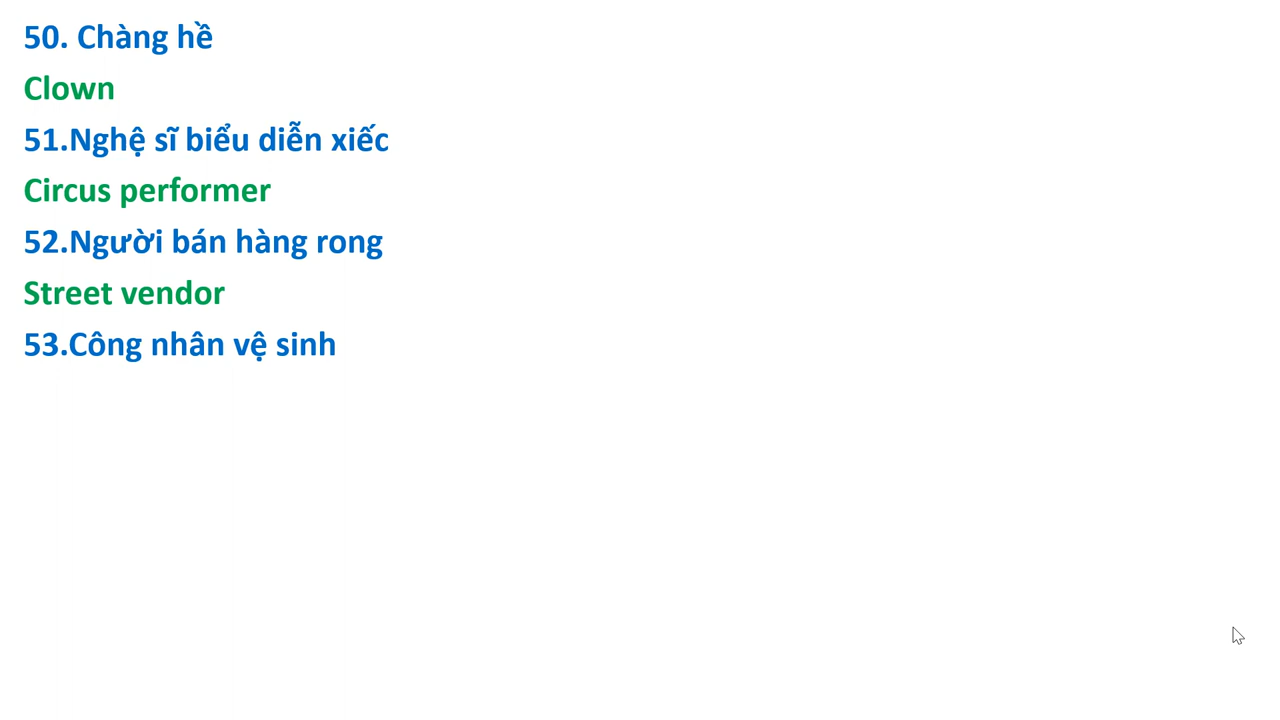 50. Chàng hề
Clown
51.Nghệ sĩ biểu diễn xiếc
Circus performer
52.Người bán hàng rong
Street vendor
53.Công nhân vệ sinh